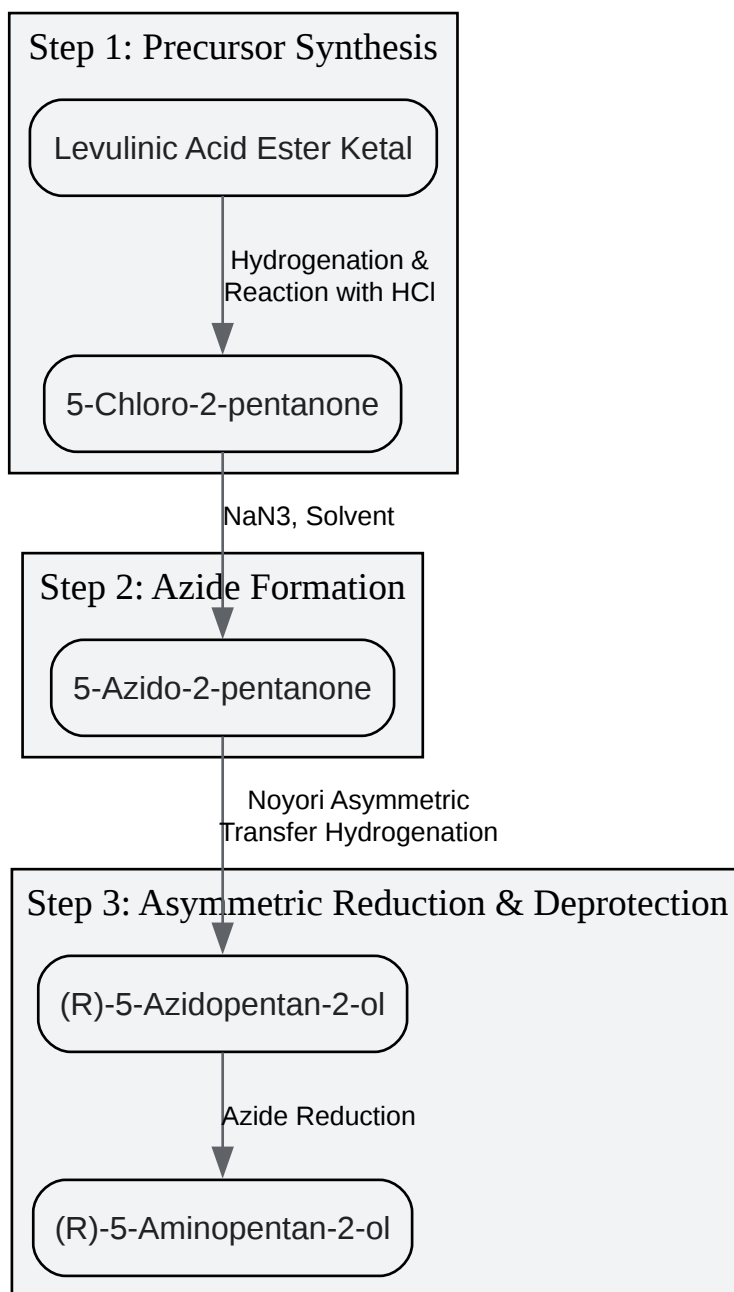 Step 1: Precursor Synthesis
Levulinic Acid Ester Ketal
Hydrogenation &
Reaction with HCl
5-Chloro-2-pentanone
NaN3, Solvent
Step 2: Azide Formation
5-Azido-2-pentanone
Noyori Asymmetric
Transfer Hydrogenation
Step 3: Asymmetric Reduction & Deprotection
(R)-5-Azidopentan-2-ol
Azide Reduction
(R)-5-Aminopentan-2-ol